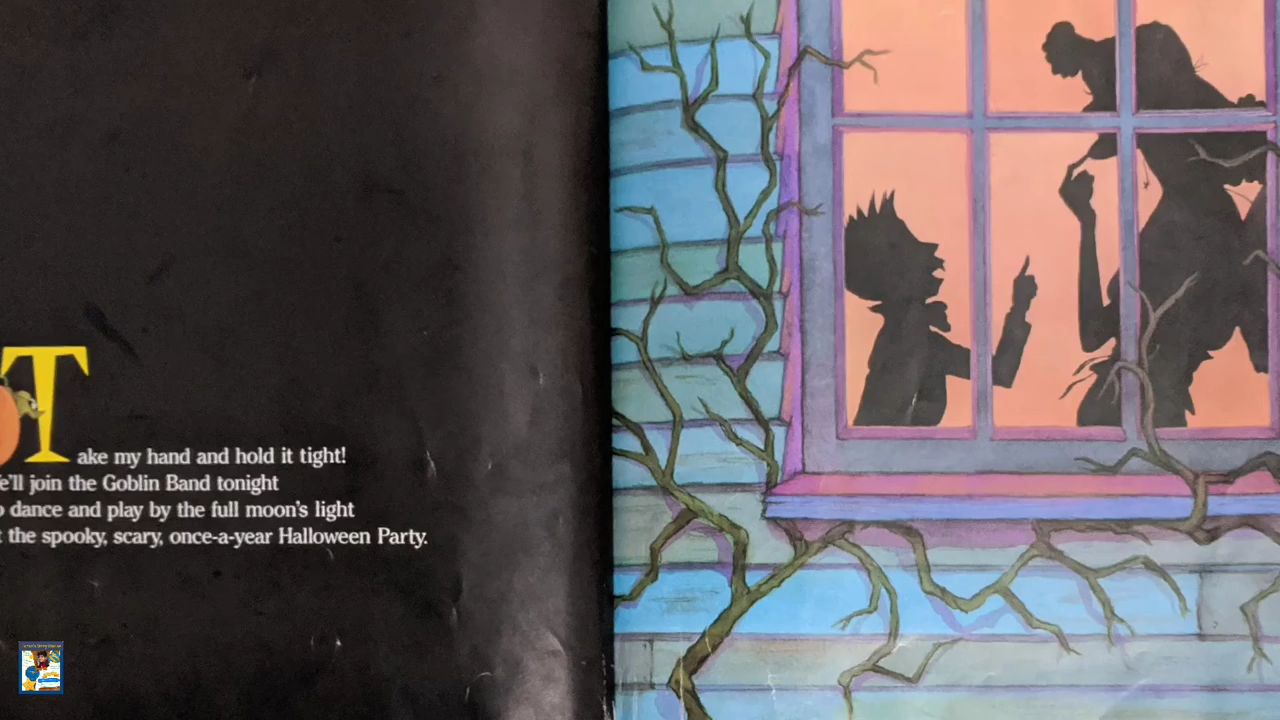 Take my hand and hold it tight!
e'll join the Goblin Band tonight
o dance and play by the full moon's light
t the spooky, scary, once-a-year Halloween Party.